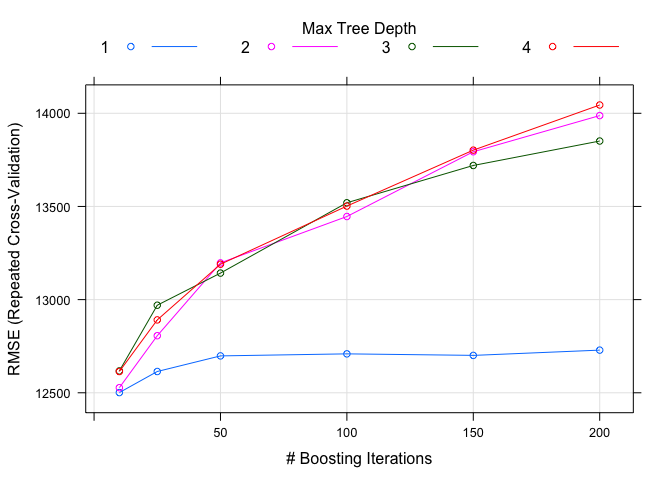 Max Tree Depth
1 2 3 4
RMSE (Repeated Cross-Validation)
14000
13500
13000
12500
50 100 150 200
# Boosting Iterations